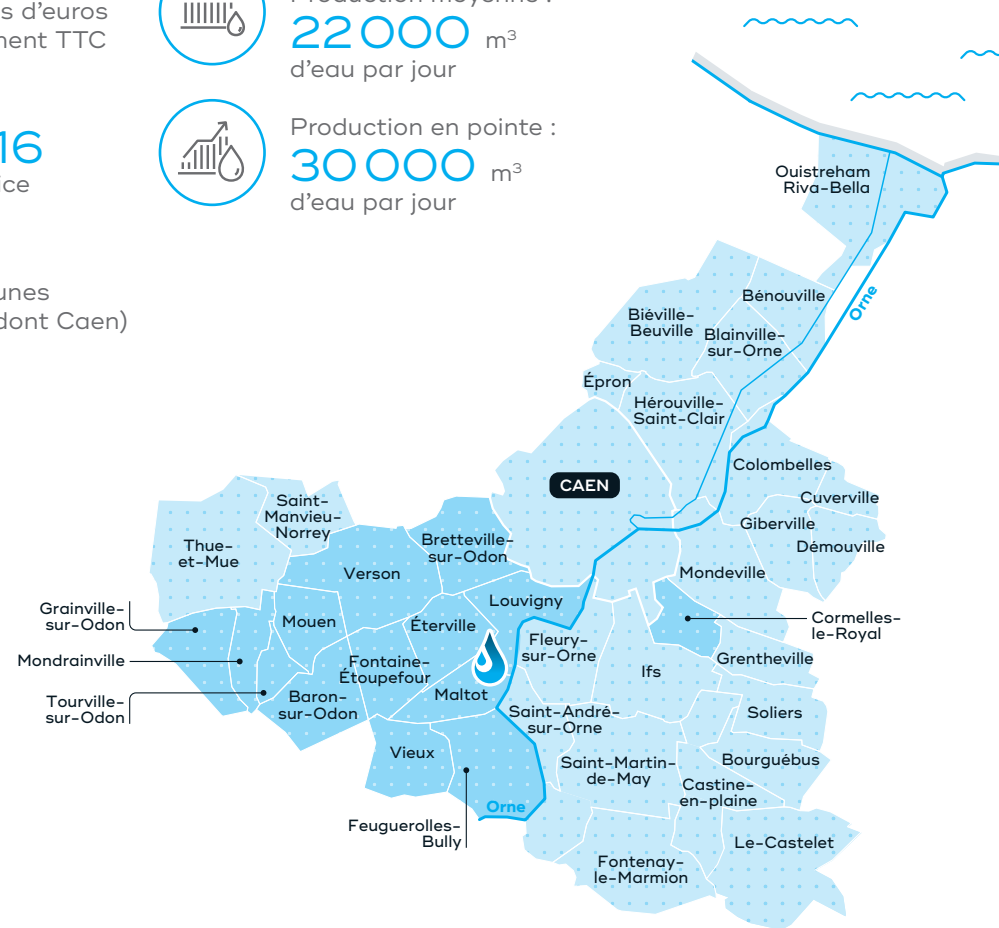 s d'euros
ment TTC
16
ice
unes
dont Caen)
Production moyenne :
22 000 m³
d'eau par jour
Production en pointe :
30 000 m³
d'eau par jour
Ouistreham
Riva-Bella
Orne
Bénouville
Biéville-
Beuville
Blainville-
sur-Orne
Épron
Hérouville-
Saint-Clair
CAEN
Colombelles
Cuverville
Giberville
Démouville
Mondeville
Saint-
Manvieu-
Norrey
Thue-
et-Mue
Bretteville-
sur-Odon
Verson
Louvigny
Grainville-
sur-Odon
Mouen
Éterville
Fleury-
sur-Orne
Cormelles-
le-Royal
Mondrainville
Fontaine-
Étoupefour
Ifs
Grentheville
Tourville-
sur-Odon
Baron-
sur-Odon
Maltot
Saint-André-
sur-Orne
Soliers
Vieux
Saint-Martin-
de-May
Bourguébus
Castine-
en-plaine
Orne
Feuguerolles-
Bully
Le-Castelet
Fontenay-
le-Marmion